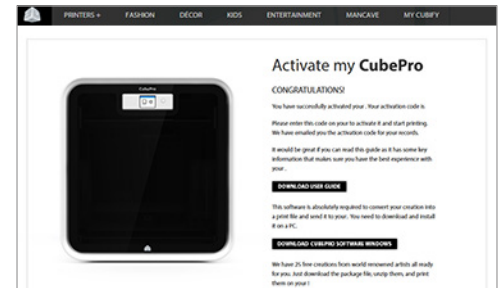 PRINTERS + FASHION DÉCOR KIDS ENTERTAINMENT MANCAVE MY CUBIFY
Activate my CubePro
CONGRATULATIONS!
You have successfully activated your . Your activation code is
Please enter this code on your to activate it and start printing.
We have emailed you the activation code for your records.
It would be great if you can read this guide as it has some key
information that makes sure you have the best experience with
your .
DOWNLOAD USER GUIDE
This software is absolutely required to convert your creation into
a print file and send it to your . You need to download and install
it on a PC.
DOWNLOAD CUBEPRO SOFTWARE WINDOWS
We have 25 free creations from world renowned artists all ready
for you. Just download the package file, unzip them, and print
them on your !
CubePro